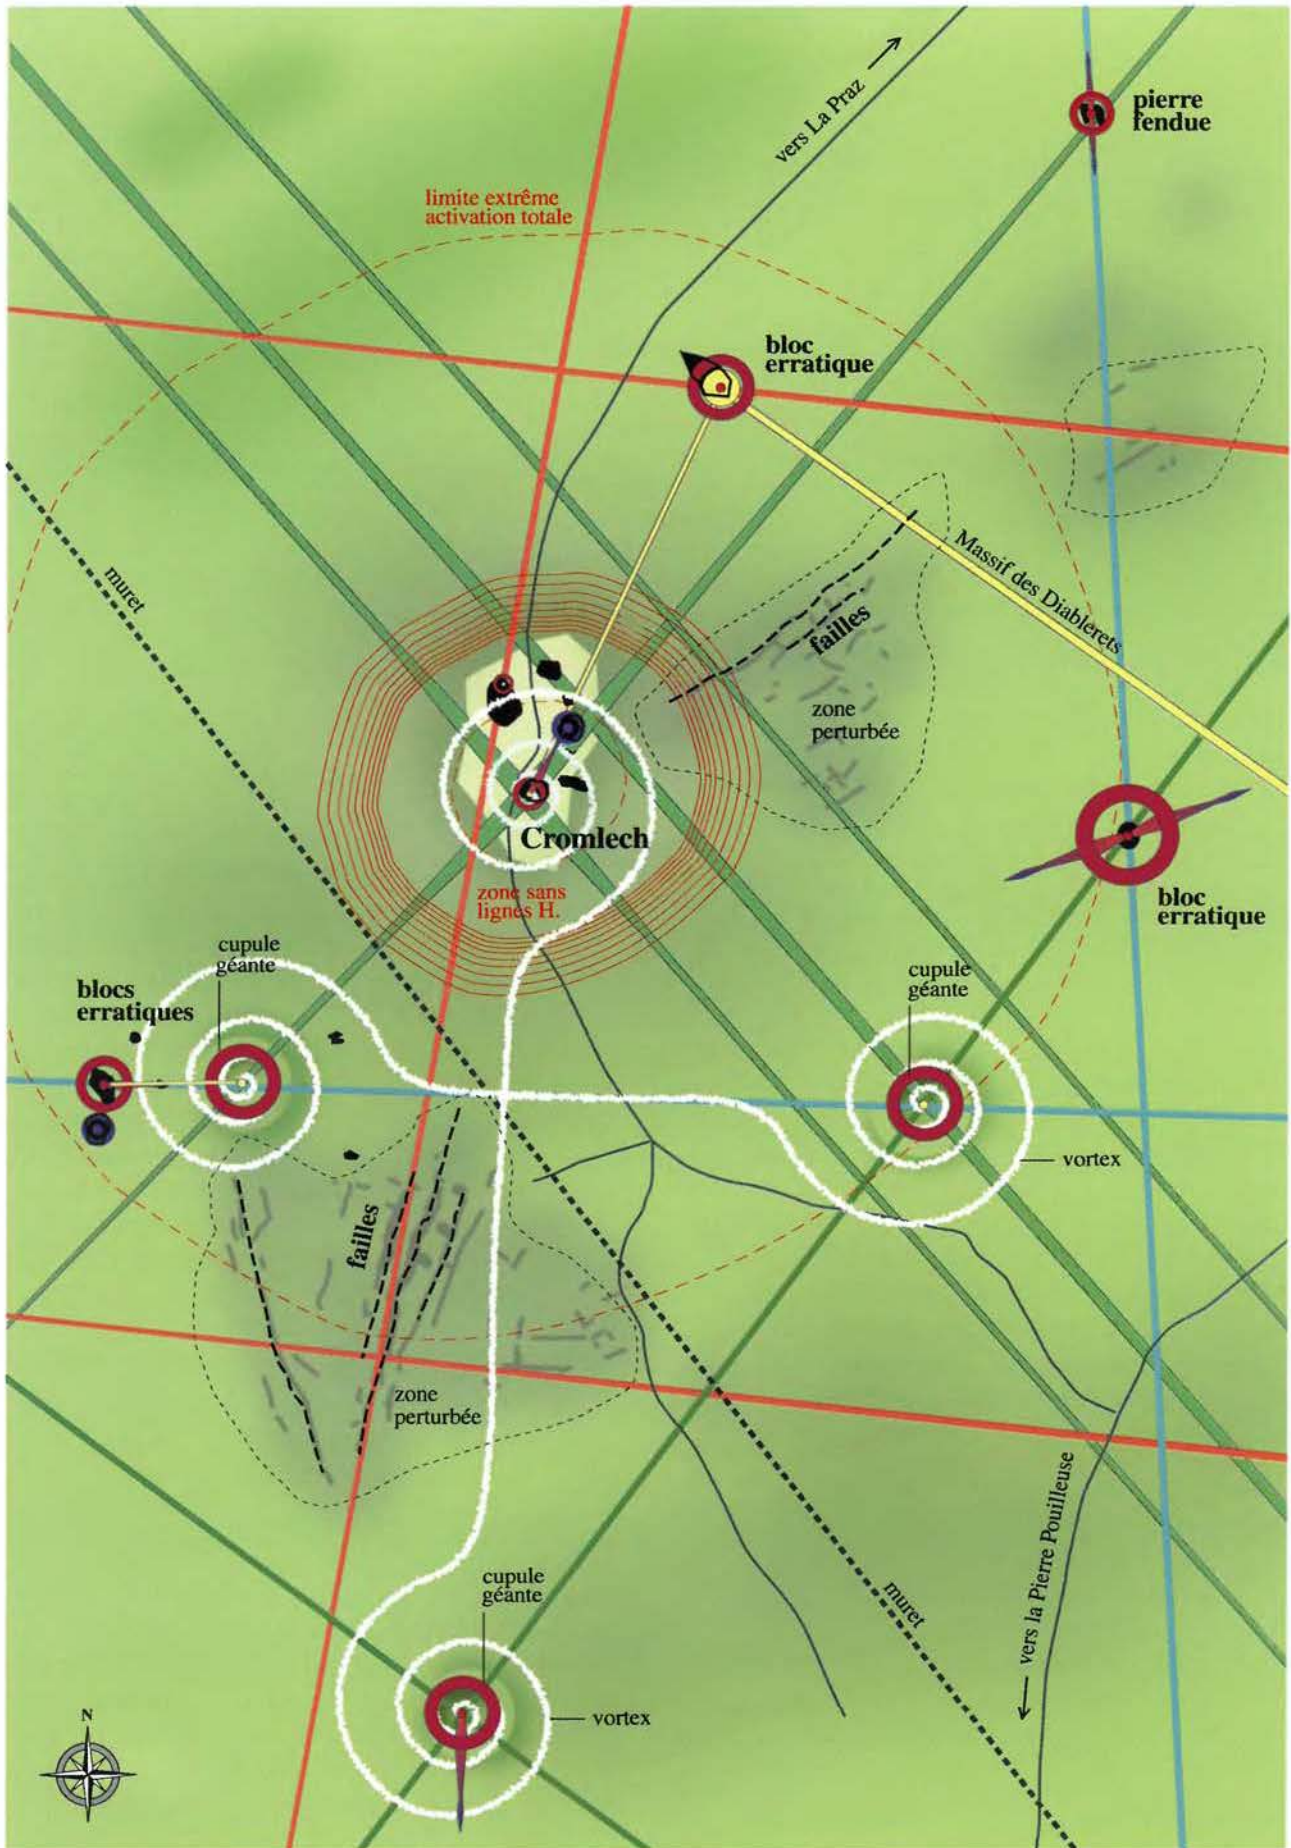 vers La Praz
pierre
fendue
limite extrême
activation totale
bloc
erratique
muret
Massif des Diablerets
failles
zone
perturbée
Cromlech
zone sans
lignes H.
bloc
erratique
cupule
géante
blocs
erratiques
cupule
géante
vortex
failles
zone
perturbée
vers la Pierre Pouilleuse
cupule
géante
muret
vortex
N